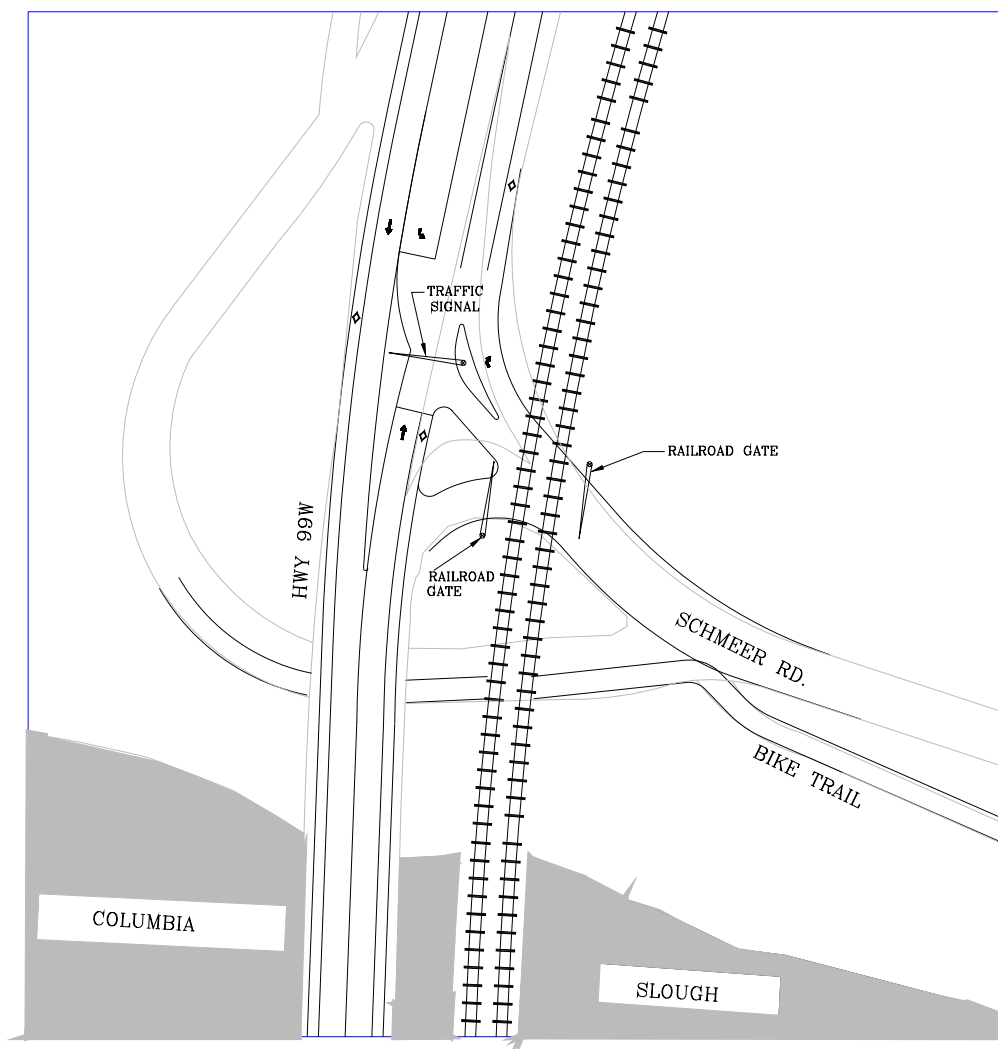 TRAFFIC
SIGNAL
RAILROAD GATE
HWY 99W
RAILROAD
GATE
SCHMEER RD.
BIKE TRAIL
COLUMBIA
SLOUGH